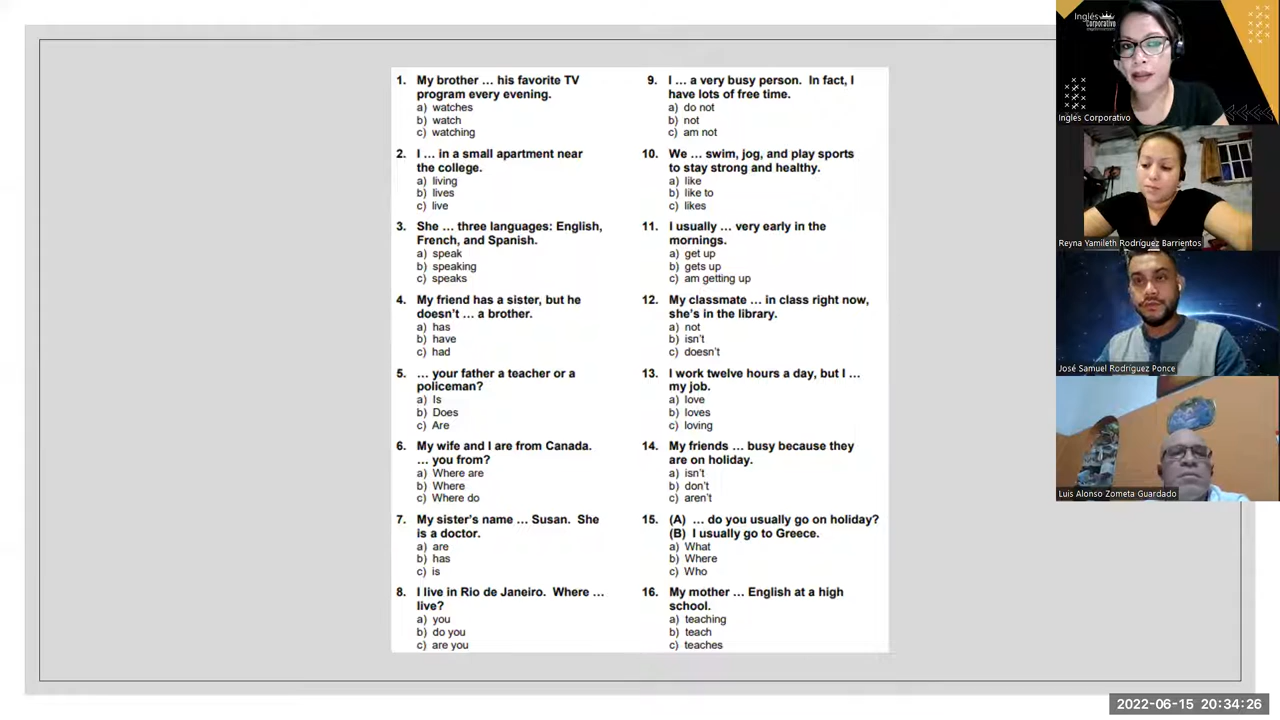 1. My brother … his favorite TV
program every evening.
a) watches
b) watch
c) watching
2. I … in a small apartment near
the college.
a) living
b) lives
c) live
3. She … three languages: English,
French, and Spanish.
a) speak
b) speaking
c) speaks
4. My friend has a sister, but he
doesn’t … a brother.
a) has
b) have
c) had
5. … your father a teacher or a
policeman?
a) Is
b) Does
c) Are
6. My wife and I are from Canada.
… you from?
a) Where are
b) Where
c) Where do
7. My sister’s name … Susan. She
is a doctor.
a) are
b) has
c) is
8. I live in Rio de Janeiro. Where …
live?
a) you
b) do you
c) are you
9. I … a very busy person. In fact, I
have lots of free time.
a) do not
b) not
c) am not
10. We … swim, jog, and play sports
to stay strong and healthy.
a) like
b) like to
c) likes
11. I usually … very early in the
mornings.
a) get up
b) gets up
c) am getting up
12. My classmate … in class right now,
she’s in the library.
a) not
b) isn’t
c) doesn’t
13. I work twelve hours a day, but I …
my job.
a) love
b) loves
c) loving
14. My friends … busy because they
are on holiday.
a) isn’t
b) don’t
c) aren’t
15. (A) … do you usually go on holiday?
(B) I usually go to Greece.
a) What
b) Where
c) Who
16. My mother … English at a high
school.
a) teaching
b) teach
c) teaches
Inglés
Corporativo
Inglés Corporativo
Reyna Yamileth Rodríguez Barrientos
José Samuel Rodríguez Ponce
Luis Alonso Zometa Guardado
2022-06-15 20:34:26